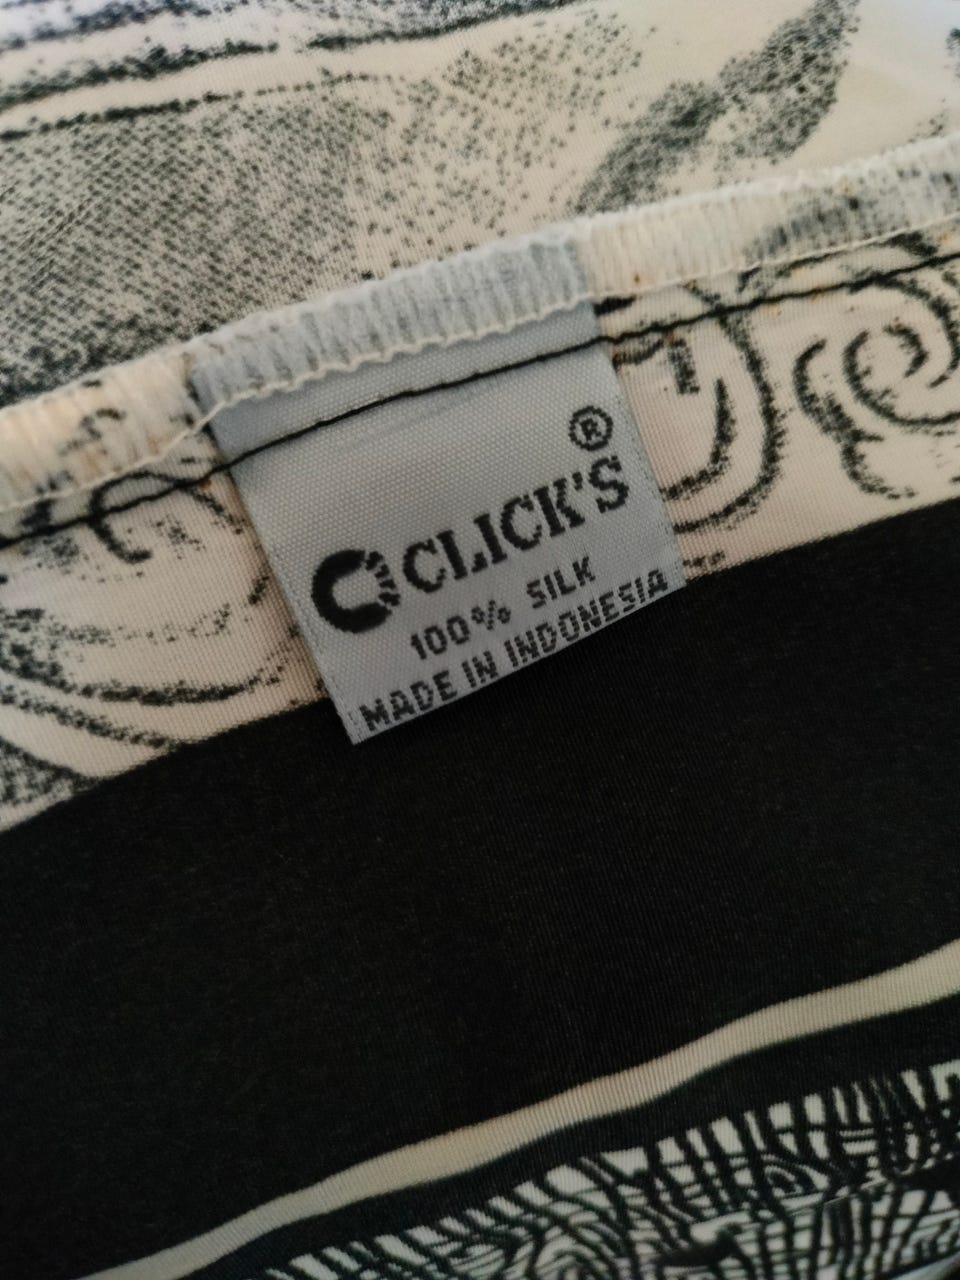 ®
CLICK'S
100% SILK
MADE IN INDONESIA